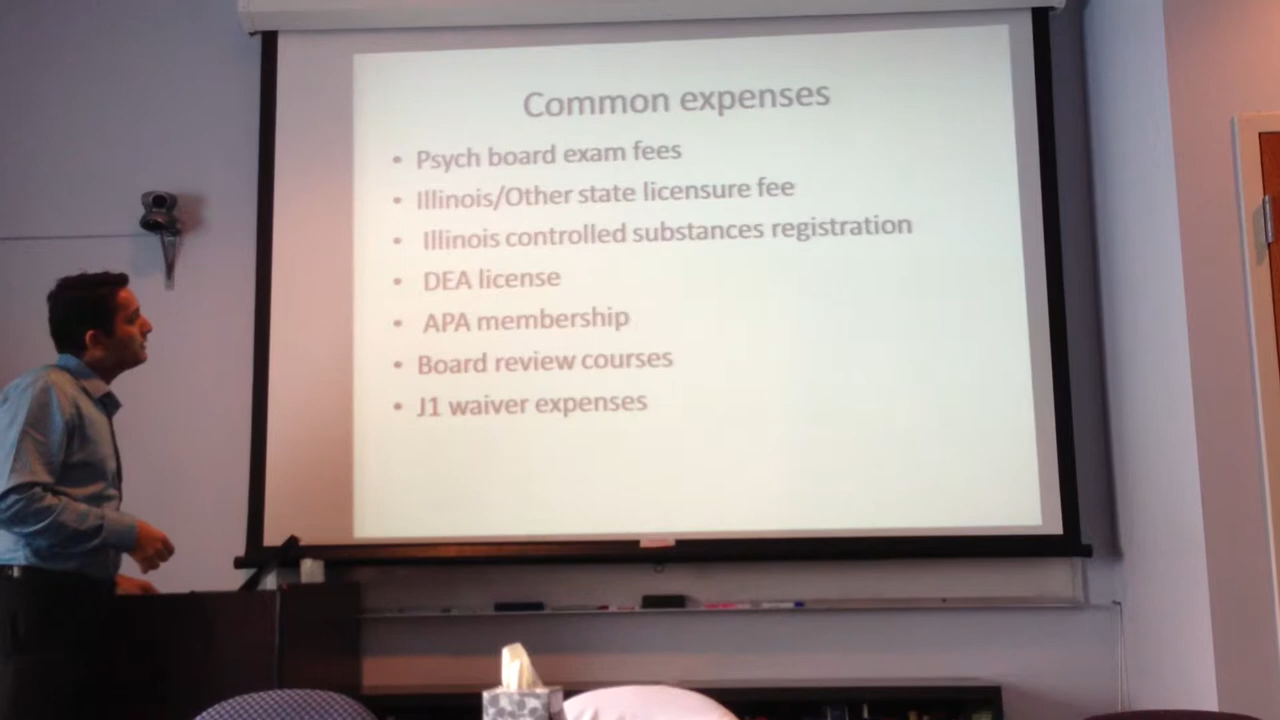 Common expenses
• Psych board exam fees
• Illinois/Other state licensure fee
• Illinois controlled substances registration
• DEA license
• APA membership
• Board review courses
• J1 waiver expenses